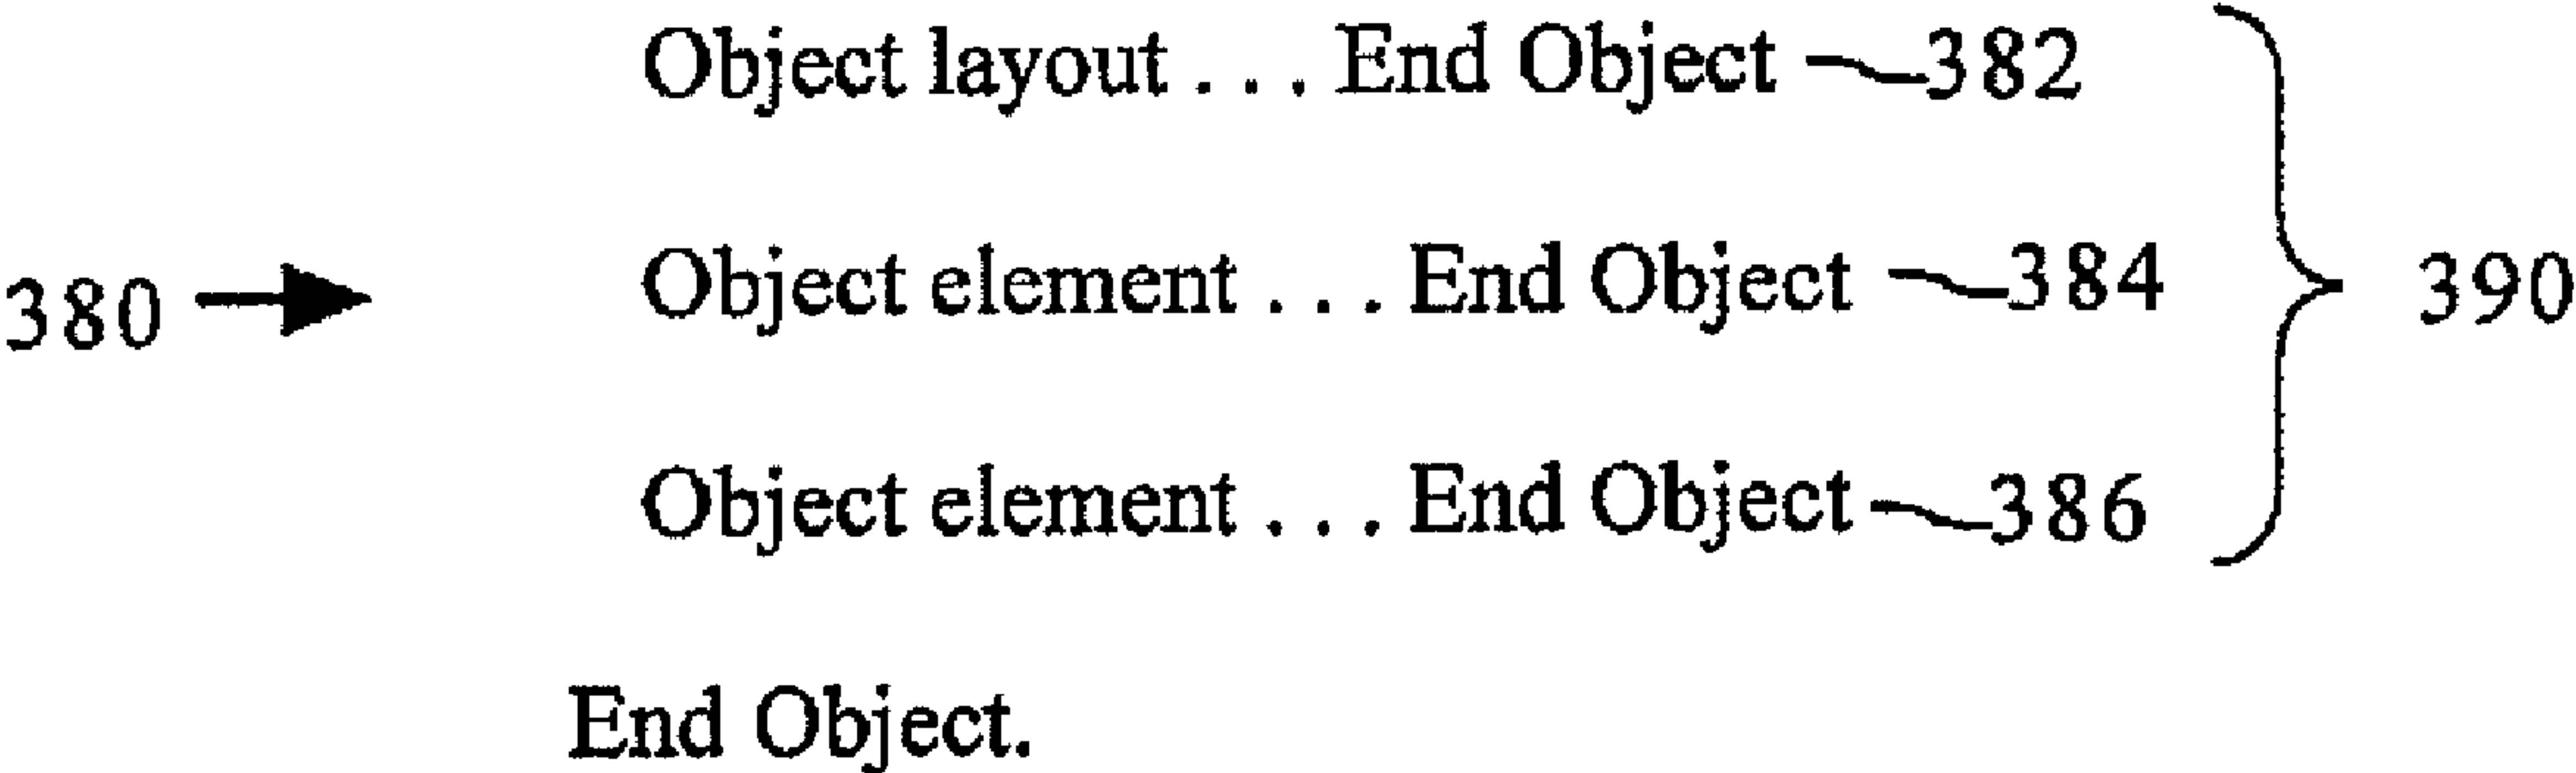 Object layout . . . End Object 382
380 Object element . . . End Object 384 390
Object element . . . End Object 386
End Object.